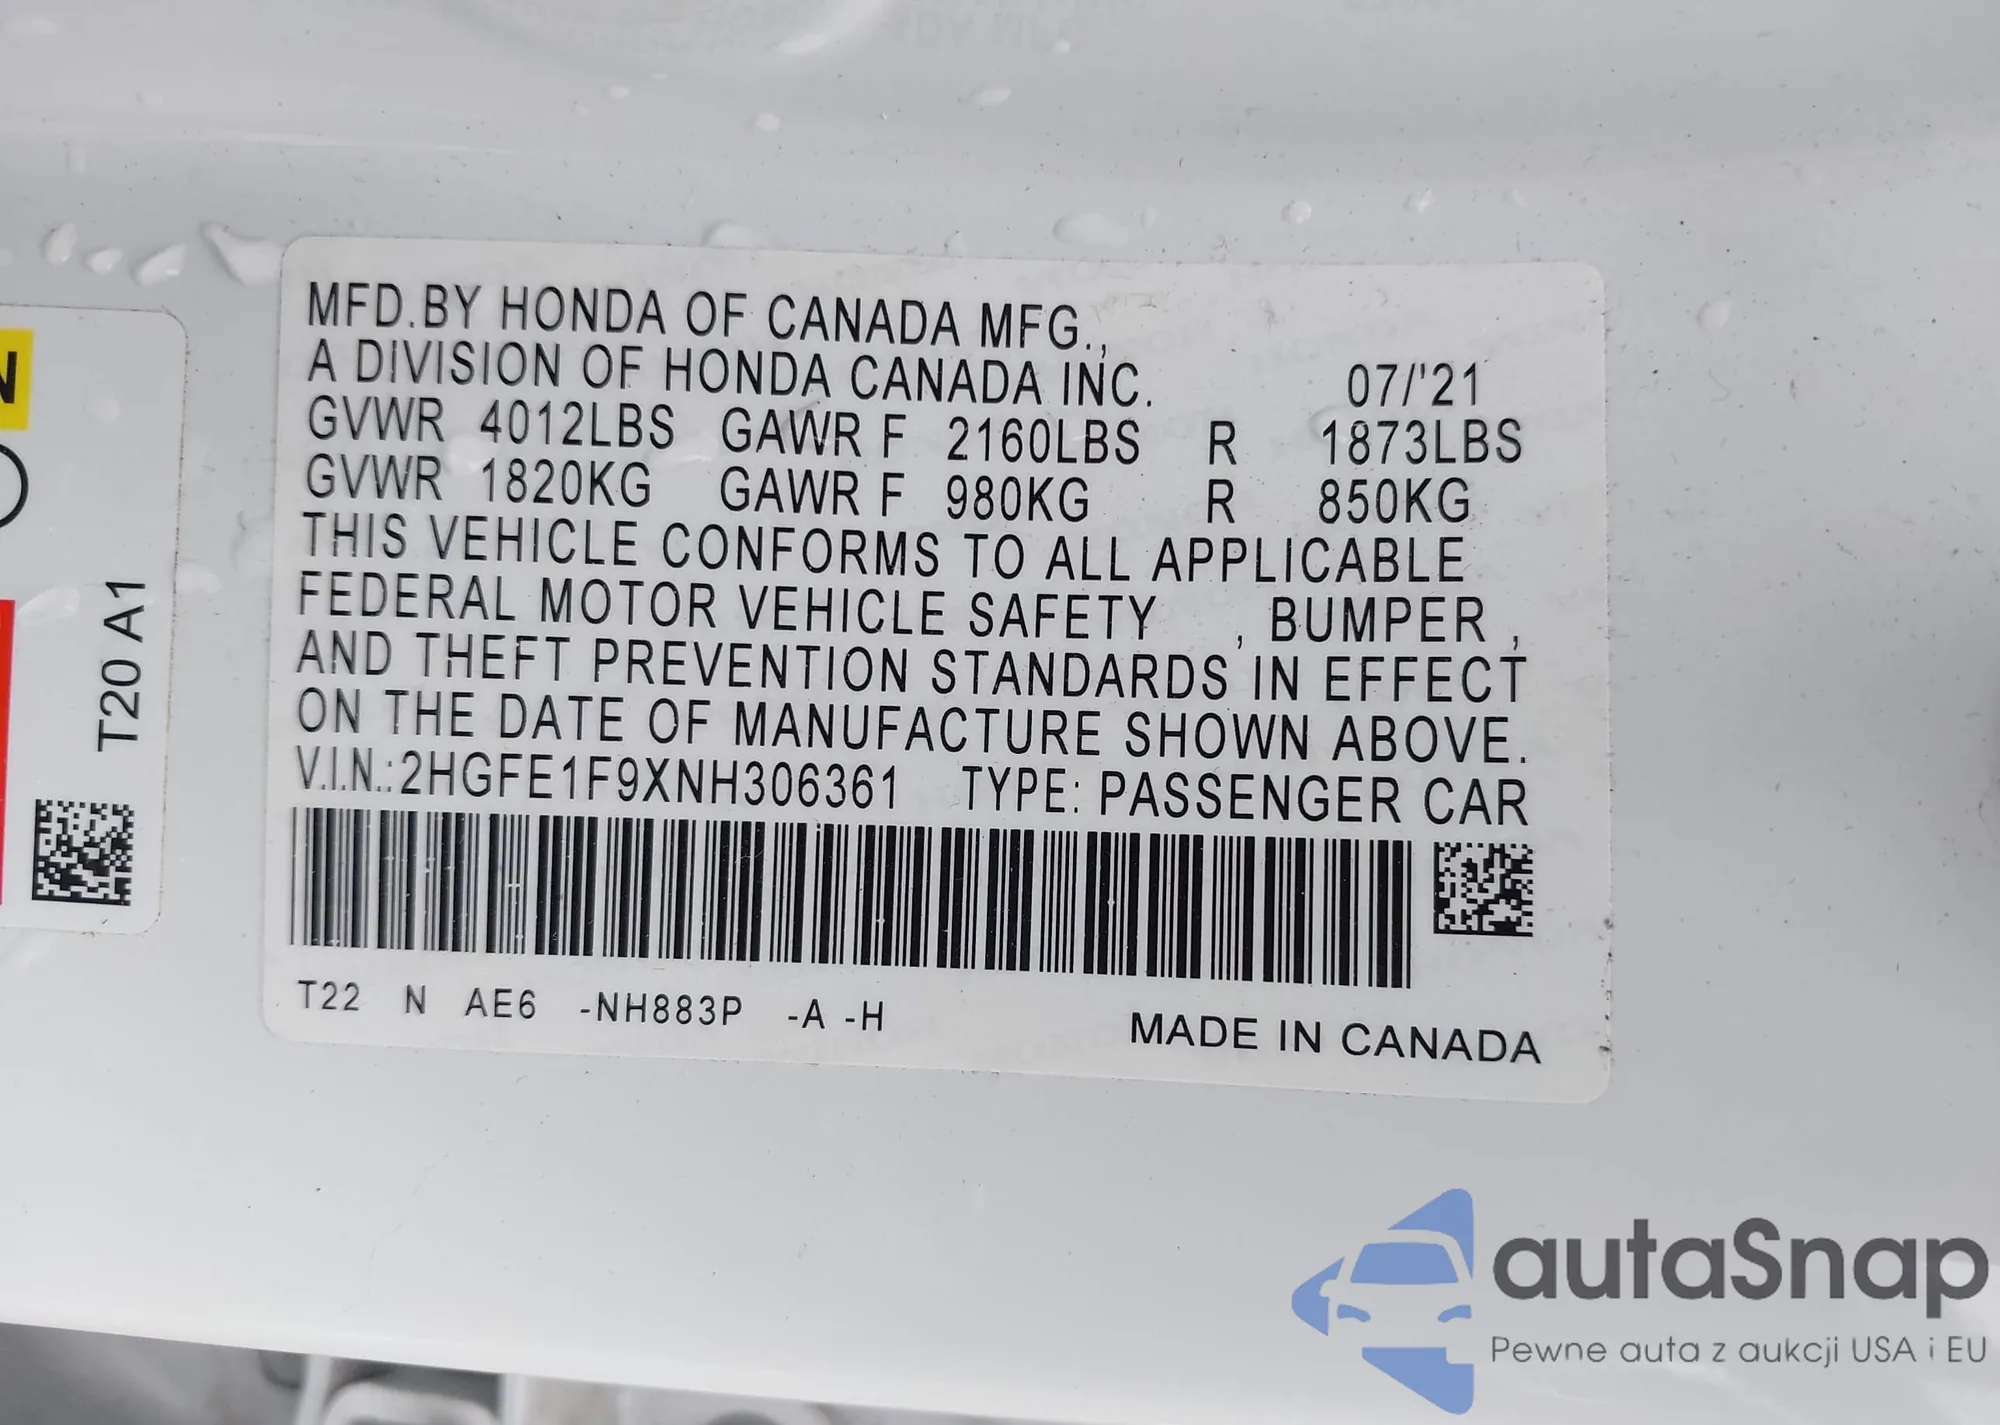 MFD.BY HONDA OF CANADA MFG.,
A DIVISION OF HONDA CANADA INC. 07/'21
GVWR 4012LBS GAWR F 2160LBS R 1873LBS
GVWR 1820KG GAWR F 980KG R 850KG
THIS VEHICLE CONFORMS TO ALL APPLICABLE
FEDERAL MOTOR VEHICLE SAFETY , BUMPER ,
AND THEFT PREVENTION STANDARDS IN EFFECT
ON THE DATE OF MANUFACTURE SHOWN ABOVE.
V.I.N.:2HGFE1F9XNH306361 TYPE: PASSENGER CAR
T22 N AE6 -NH883P -A -H
MADE IN CANADA
N
T20 A1
autaSnap
Pewne auta z aukcji USA i EU